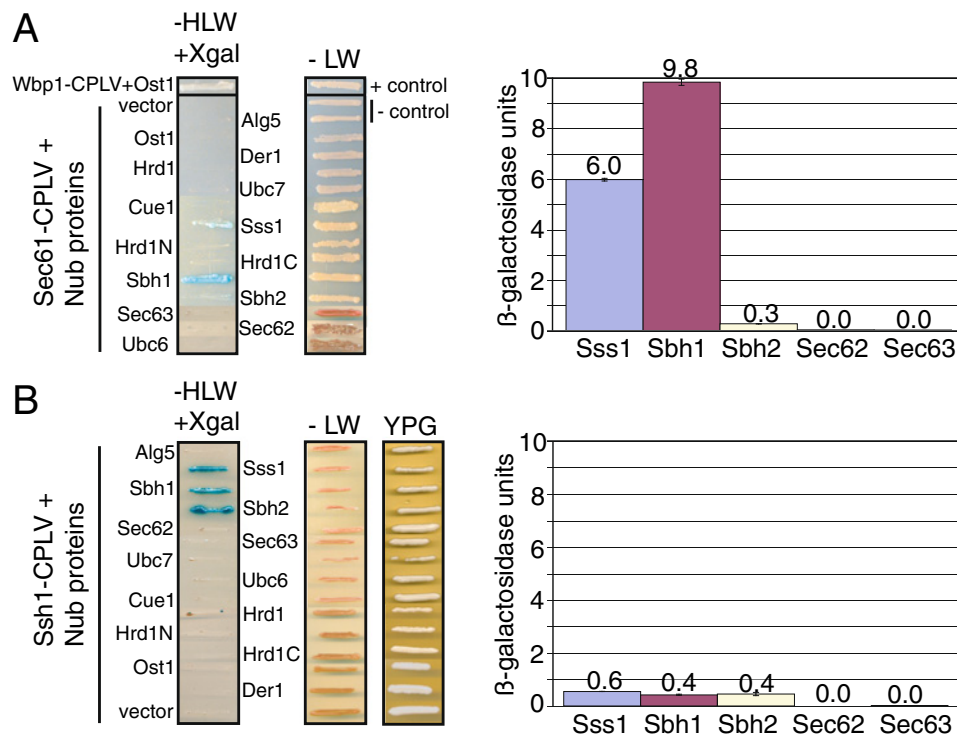 A
-HLW
+Xgal
- LW
Wbp1-CPLV+Ost1
+ control
vector
- control
Alg5
Ost1
Der1
Hrd1
Ubc7
Cue1
Sss1
Hrd1N
Hrd1C
Sbh1
Sbh2
Sec63
Sec62
Ubc6
Sec61-CPLV +
Nub proteins
ß-galactosidase units
10
8
6
4
2
0
6.0
9.8
0.3
0.0
0.0
Sss1 Sbh1 Sbh2 Sec62 Sec63
B
-HLW
+Xgal
- LW
YPG
Alg5
Sss1
Sbh1
Sbh2
Sec62
Sec63
Ubc7
Ubc6
Cue1
Hrd1
Hrd1N
Hrd1C
Ost1
Der1
vector
Ssh1-CPLV +
Nub proteins
ß-galactosidase units
10
8
6
4
2
0
0.6
0.4
0.4
0.0
0.0
Sss1 Sbh1 Sbh2 Sec62 Sec63